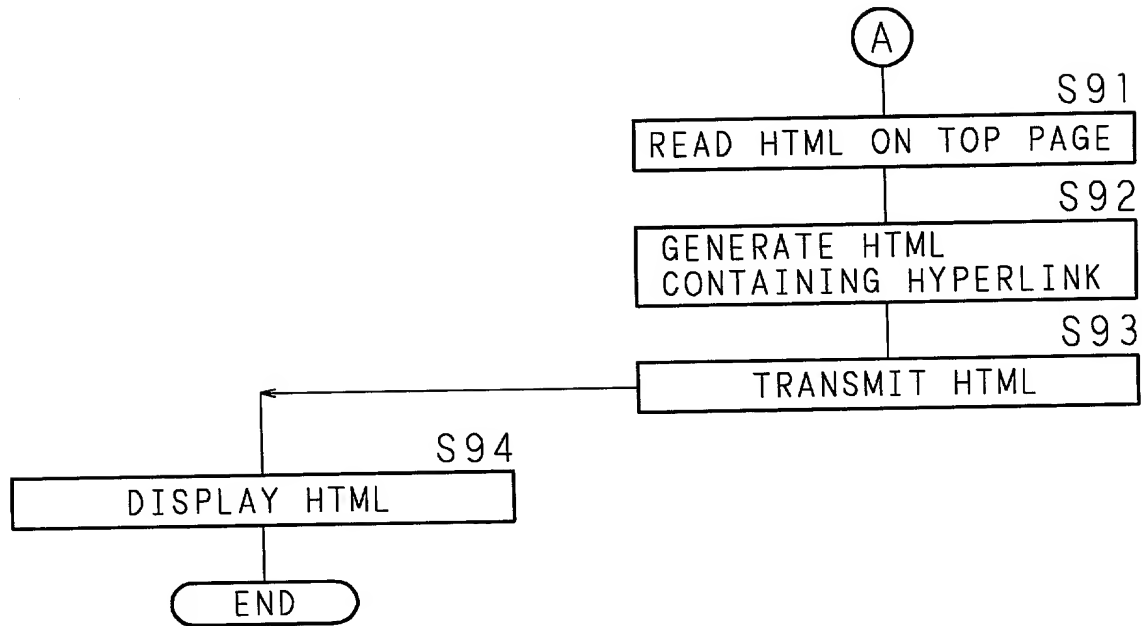 A
S91
READ HTML ON TOP PAGE
S92
GENERATE HTML
CONTAINING HYPERLINK
S93
TRANSMIT HTML
S94
DISPLAY HTML
END